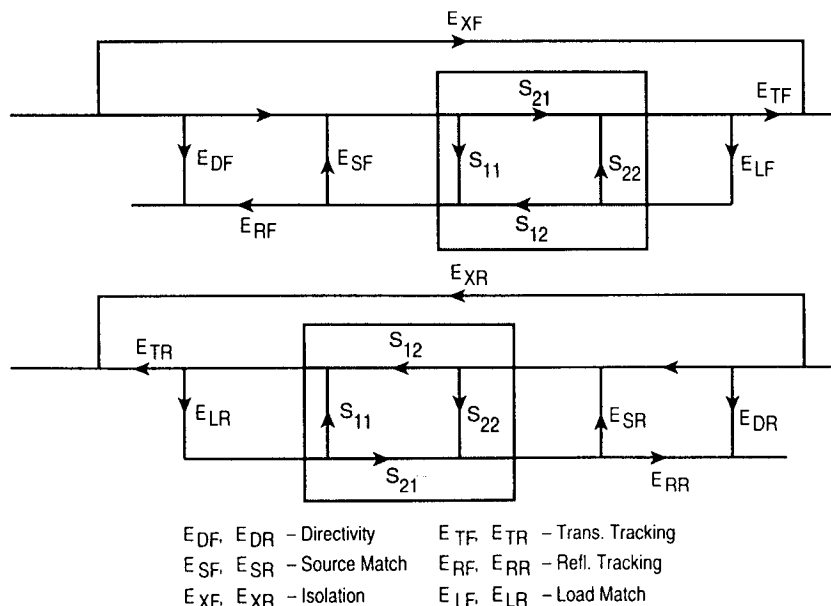 E_XF
S_21 E_TF
E_DF E_SF S_11 S_22 E_LF
E_RF S_12
E_XR
E_TR S_12
E_LR S_11 S_22 E_SR E_DR
S_21 E_RR
E_DF, E_DR – Directivity E_TF, E_TR – Trans. Tracking
E_SF, E_SR – Source Match E_RF, E_RR – Refl. Tracking
E_XF, E_XR – Isolation E_LF, E_LR – Load Match